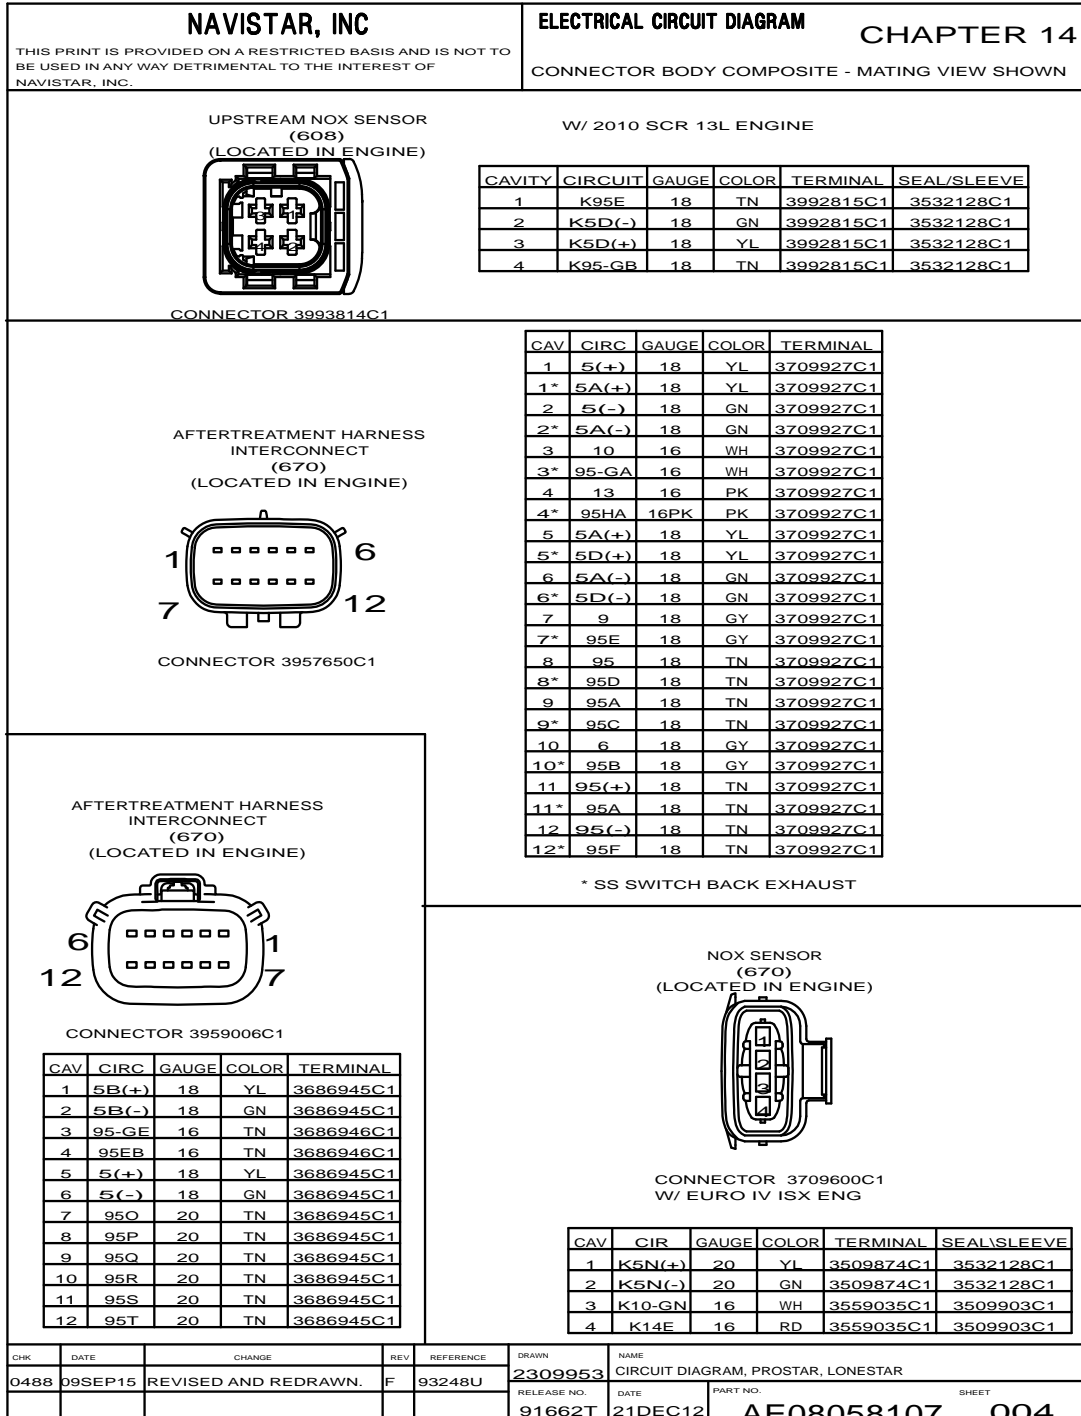 NAVISTAR, INC
THIS PRINT IS PROVIDED ON A RESTRICTED BASIS AND IS NOT TO
BE USED IN ANY WAY DETRIMENTAL TO THE INTEREST OF
NAVISTAR, INC.
ELECTRICAL CIRCUIT DIAGRAM
CHAPTER 14
CONNECTOR BODY COMPOSITE - MATING VIEW SHOWN
UPSTREAM NOX SENSOR
(608)
(LOCATED IN ENGINE)
3 1
4 2
CONNECTOR 3993814C1
W/ 2010 SCR 13L ENGINE
CAVITY CIRCUIT GAUGE COLOR TERMINAL SEAL/SLEEVE
1 K95E 18 TN 3992815C1 3532128C1
2 K5D(-) 18 GN 3992815C1 3532128C1
3 K5D(+) 18 YL 3992815C1 3532128C1
4 K95-GB 18 TN 3992815C1 3532128C1
AFTERTREATMENT HARNESS
INTERCONNECT
(670)
(LOCATED IN ENGINE)
1 6
7 12
CONNECTOR 3957650C1
CAV CIRC GAUGE COLOR TERMINAL
1 5(+) 18 YL 3709927C1
1* 5A(+) 18 YL 3709927C1
2 5(-) 18 GN 3709927C1
2* 5A(-) 18 GN 3709927C1
3 10 16 WH 3709927C1
3* 95-GA 16 WH 3709927C1
4 13 16 PK 3709927C1
4* 95HA 16PK PK 3709927C1
5 5A(+) 18 YL 3709927C1
5* 5D(+) 18 YL 3709927C1
6 5A(-) 18 GN 3709927C1
6* 5D(-) 18 GN 3709927C1
7 9 18 GY 3709927C1
7* 95E 18 GY 3709927C1
8 95 18 TN 3709927C1
8* 95D 18 TN 3709927C1
9 95A 18 TN 3709927C1
9* 95C 18 TN 3709927C1
10 6 18 GY 3709927C1
10* 95B 18 GY 3709927C1
11 95(+) 18 TN 3709927C1
11* 95A 18 TN 3709927C1
12 95(-) 18 TN 3709927C1
12* 95F 18 TN 3709927C1
* SS SWITCH BACK EXHAUST
AFTERTREATMENT HARNESS
INTERCONNECT
(670)
(LOCATED IN ENGINE)
6 1
12 7
CONNECTOR 3959006C1
CAV CIRC GAUGE COLOR TERMINAL
1 5B(+) 18 YL 3686945C1
2 5B(-) 18 GN 3686945C1
3 95-GE 16 TN 3686946C1
4 95EB 16 TN 3686946C1
5 5(+) 18 YL 3686945C1
6 5(-) 18 GN 3686945C1
7 95O 20 TN 3686945C1
8 95P 20 TN 3686945C1
9 95Q 20 TN 3686945C1
10 95R 20 TN 3686945C1
11 95S 20 TN 3686945C1
12 95T 20 TN 3686945C1
NOX SENSOR
(670)
(LOCATED IN ENGINE)
1
2
3
4
CONNECTOR 3709600C1
W/ EURO IV ISX ENG
CAV CIR GAUGE COLOR TERMINAL SEAL\SLEEVE
1 K5N(+) 20 YL 3509874C1 3532128C1
2 K5N(-) 20 GN 3509874C1 3532128C1
3 K10-GN 16 WH 3559035C1 3509903C1
4 K14E 16 RD 3559035C1 3509903C1
CHK DATE CHANGE REV REFERENCE
0488 09SEP15 REVISED AND REDRAWN. F 93248U
DRAWN NAME
2309953 CIRCUIT DIAGRAM, PROSTAR, LONESTAR
RELEASE NO. DATE PART NO. SHEET
91662T 21DEC12 AE08058107 004